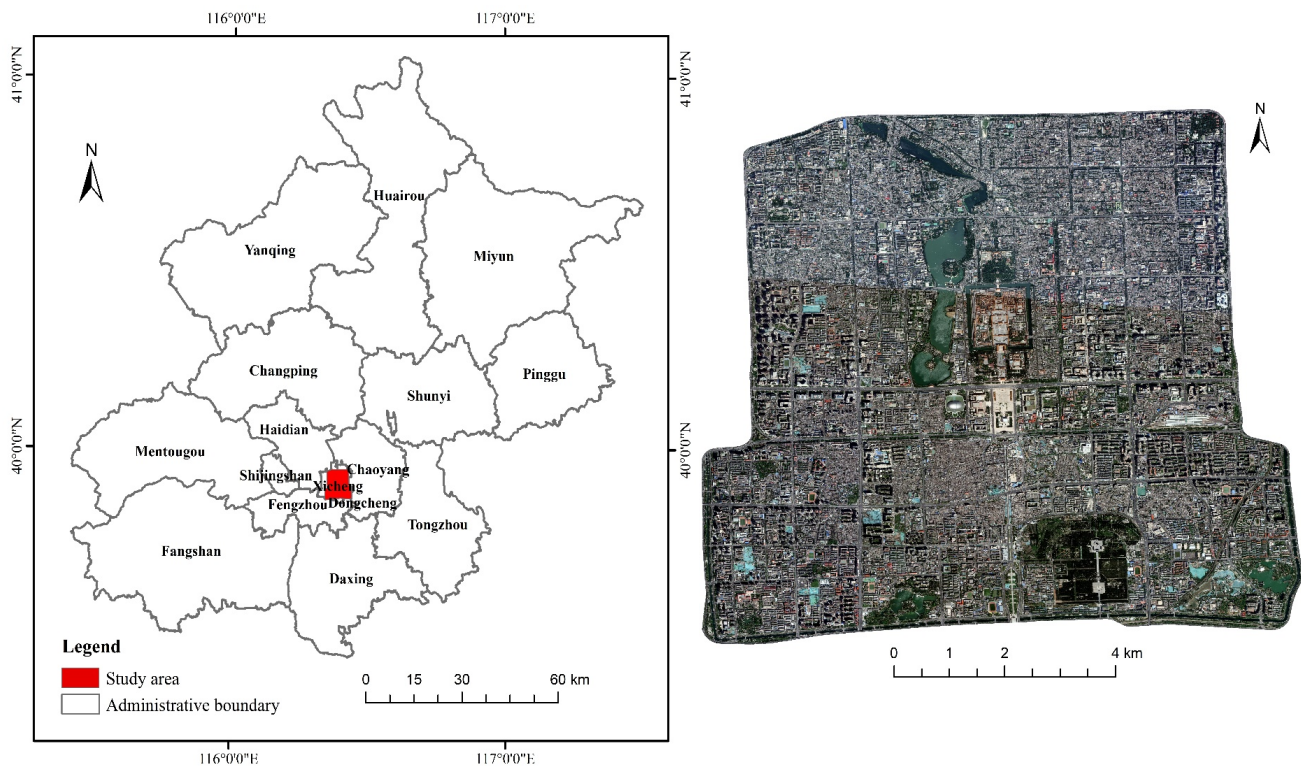 116°0'0"E
117°0'0"E
41°0'0"N
41°0'0"N
N
N
Huairou
Yanqing
Miyun
Changping
Pinggu
Shunyi
Haidian
Mentougou
40°0'0"N
40°0'0"N
Shijingshan
Chaoyang
Xicheng
Fengzhou
Dongcheng
Tongzhou
Fangshan
Daxing
Legend
Study area
Administrative boundary
0 15 30 60 km
0 1 2 4 km
116°0'0"E
117°0'0"E